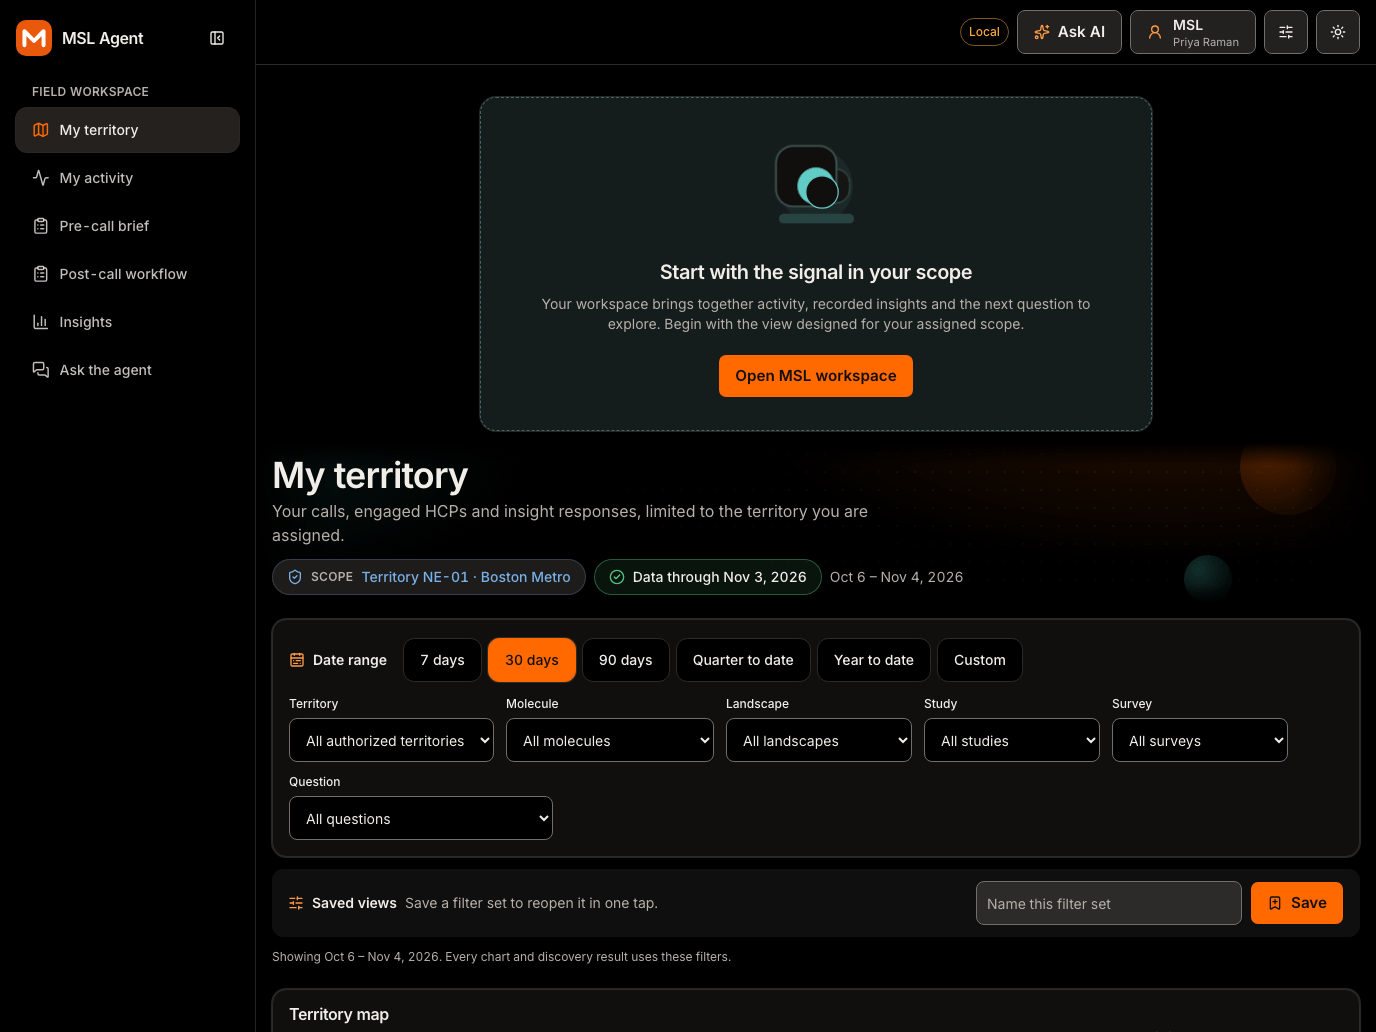 MSL Agent
Local
Ask AI
MSL
Priya Raman
FIELD WORKSPACE
My territory
My activity
Pre-call brief
Post-call workflow
Insights
Ask the agent
Start with the signal in your scope
Your workspace brings together activity, recorded insights and the next question to
explore. Begin with the view designed for your assigned scope.
Open MSL workspace
My territory
Your calls, engaged HCPs and insight responses, limited to the territory you are
assigned.
SCOPE Territory NE-01 · Boston Metro
Data through Nov 3, 2026
Oct 6 – Nov 4, 2026
Date range
7 days
30 days
90 days
Quarter to date
Year to date
Custom
Territory
All authorized territories
Molecule
All molecules
Landscape
All landscapes
Study
All studies
Survey
All surveys
Question
All questions
Saved views Save a filter set to reopen it in one tap.
Name this filter set
Save
Showing Oct 6 – Nov 4, 2026. Every chart and discovery result uses these filters.
Territory map